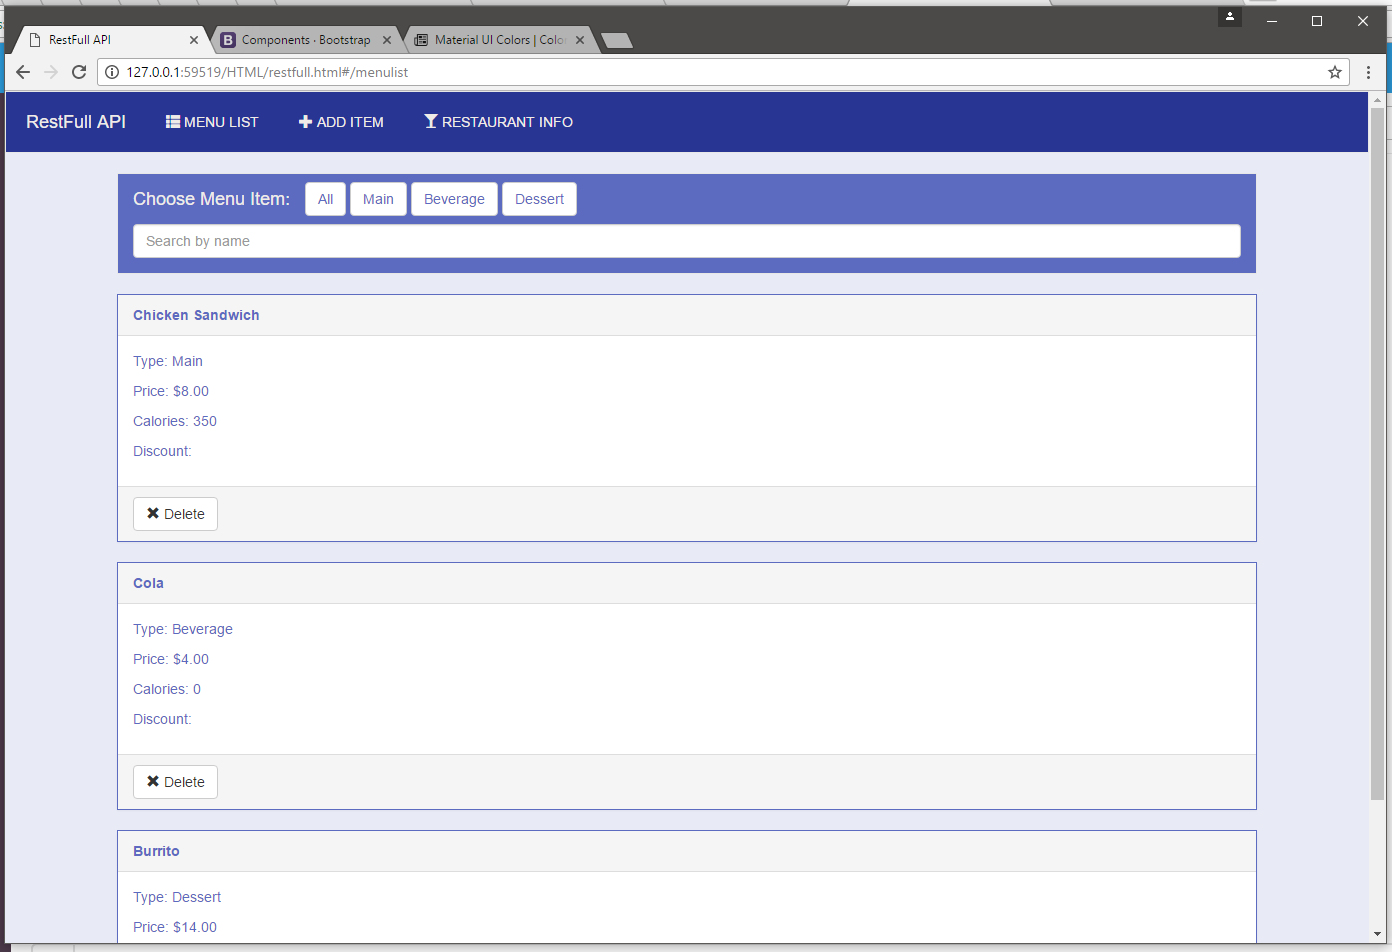 RestFull API
Components · Bootstrap
Material UI Colors | Colo
127.0.0.1:59519/HTML/restfull.html#/menulist
RestFull API MENU LIST ADD ITEM RESTAURANT INFO
Choose Menu Item: All Main Beverage Dessert
Search by name
Chicken Sandwich
Type: Main
Price: $8.00
Calories: 350
Discount:
Delete
Cola
Type: Beverage
Price: $4.00
Calories: 0
Discount:
Delete
Burrito
Type: Dessert
Price: $14.00